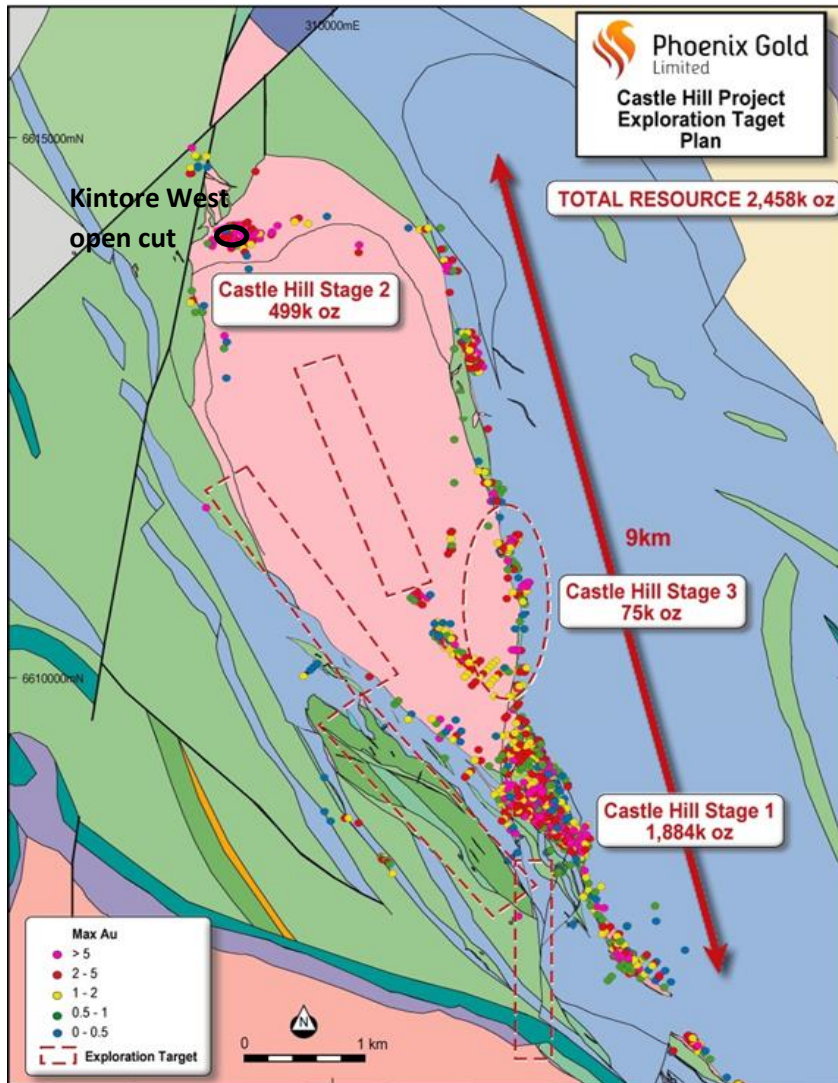 310000mE
Phoenix Gold
Limited
Castle Hill Project
Exploration Taget
Plan
6615000mN
TOTAL RESOURCE 2,458k oz
Kintore West
open cut
Castle Hill Stage 2
499k oz
9km
Castle Hill Stage 3
75k oz
6610000mN
Castle Hill Stage 1
1,884k oz
Max Au
> 5
2 - 5
1 - 2
0.5 - 1
0 - 0.5
Exploration Target
N
0 1 km